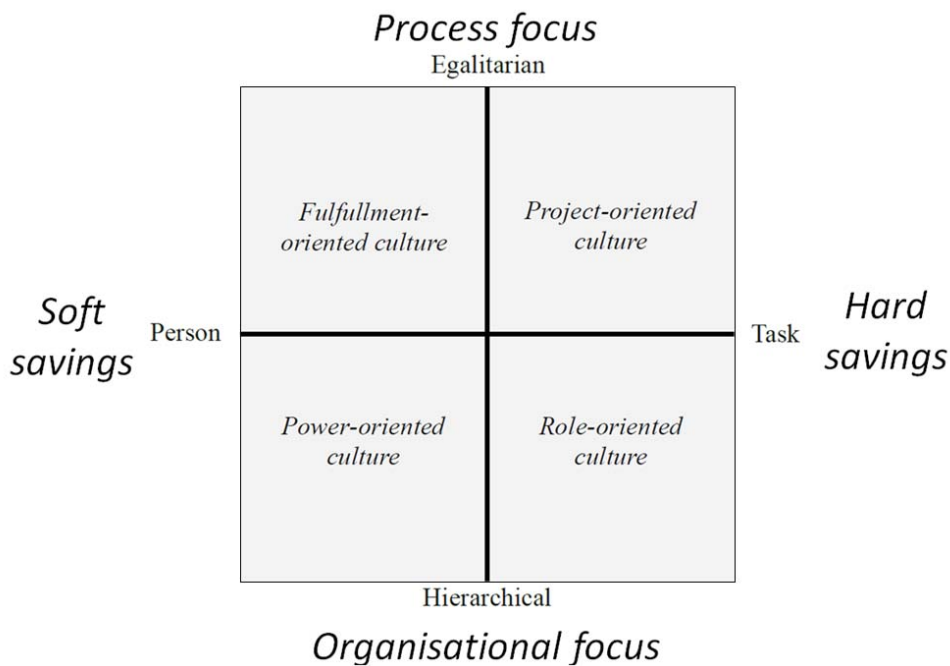 Process focus
Egalitarian
Fulfullment-
oriented culture
Project-oriented
culture
Soft
savings
Person
Task
Hard
savings
Power-oriented
culture
Role-oriented
culture
Hierarchical
Organisational focus